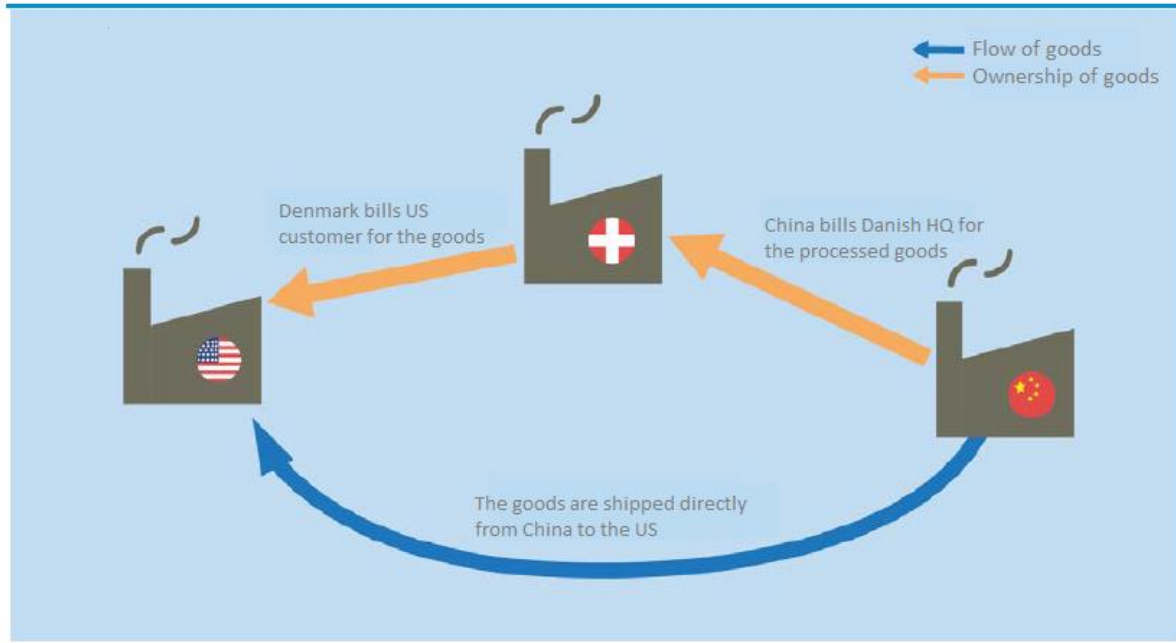 Flow of goods
Ownership of goods
Denmark bills US
customer for the goods
China bills Danish HQ for
the processed goods
The goods are shipped directly
from China to the US